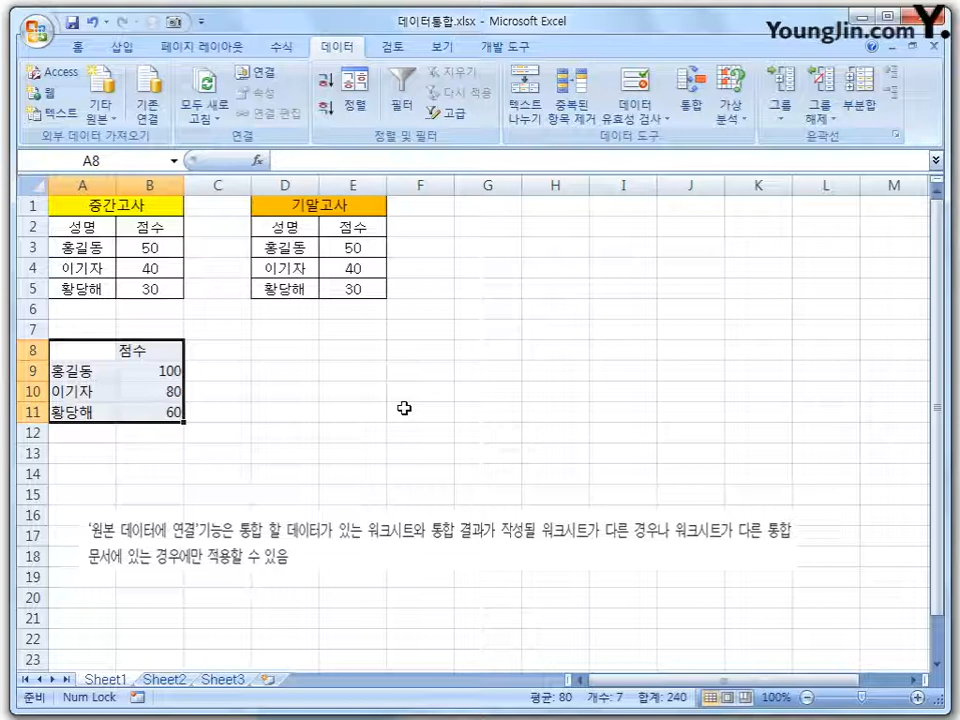 데이터통합.xlsx - Microsoft Excel
YoungJin.com Y.
홈 삽입 페이지 레이아웃 수식 데이터 검토 보기 개발 도구
Access
웹
텍스트
기타 원본
기존 연결
외부 데이터 가져오기
모두 새로 고침
연결
속성
연결 편집
연결
정렬
필터
지우기
다시 적용
고급
정렬 및 필터
텍스트 나누기
중복된 항목 제거
데이터 유효성 검사
통합
가상 분석
데이터 도구
그룹
그룹 해제
부분합
윤곽선
A8 fx
A B C D E F G H I J K L M
1 중간고사 기말고사
2 성명 점수 성명 점수
3 홍길동 50 홍길동 50
4 이기자 40 이기자 40
5 황당해 30 황당해 30
6
7
8 점수
9 홍길동 100
10 이기자 80
11 황당해 60
12
13
14
15
16
17 '원본 데이터에 연결'기능은 통합 할 데이터가 있는 워크시트와 통합 결과가 작성될 워크시트가 다른 경우나 워크시트가 다른 통합
18 문서에 있는 경우에만 적용할 수 있음
19
20
21
22
23
Sheet1 Sheet2 Sheet3
준비 Num Lock 평균: 80 개수: 7 합계: 240 100%